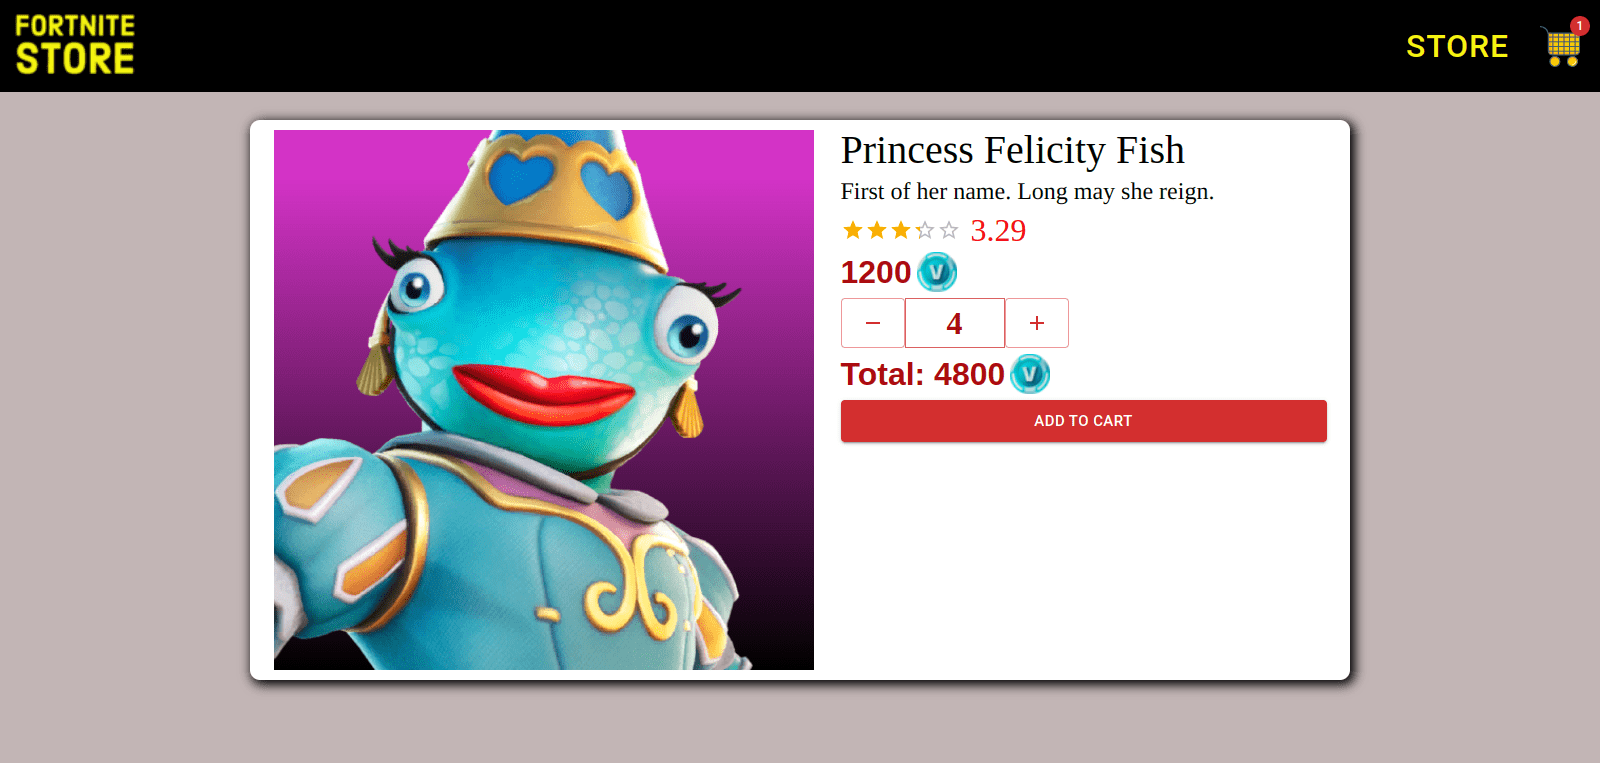 FORTNITE
STORE
STORE
1
Princess Felicity Fish
First of her name. Long may she reign.
3.29
1200 V
− 4 +
Total: 4800 V
ADD TO CART